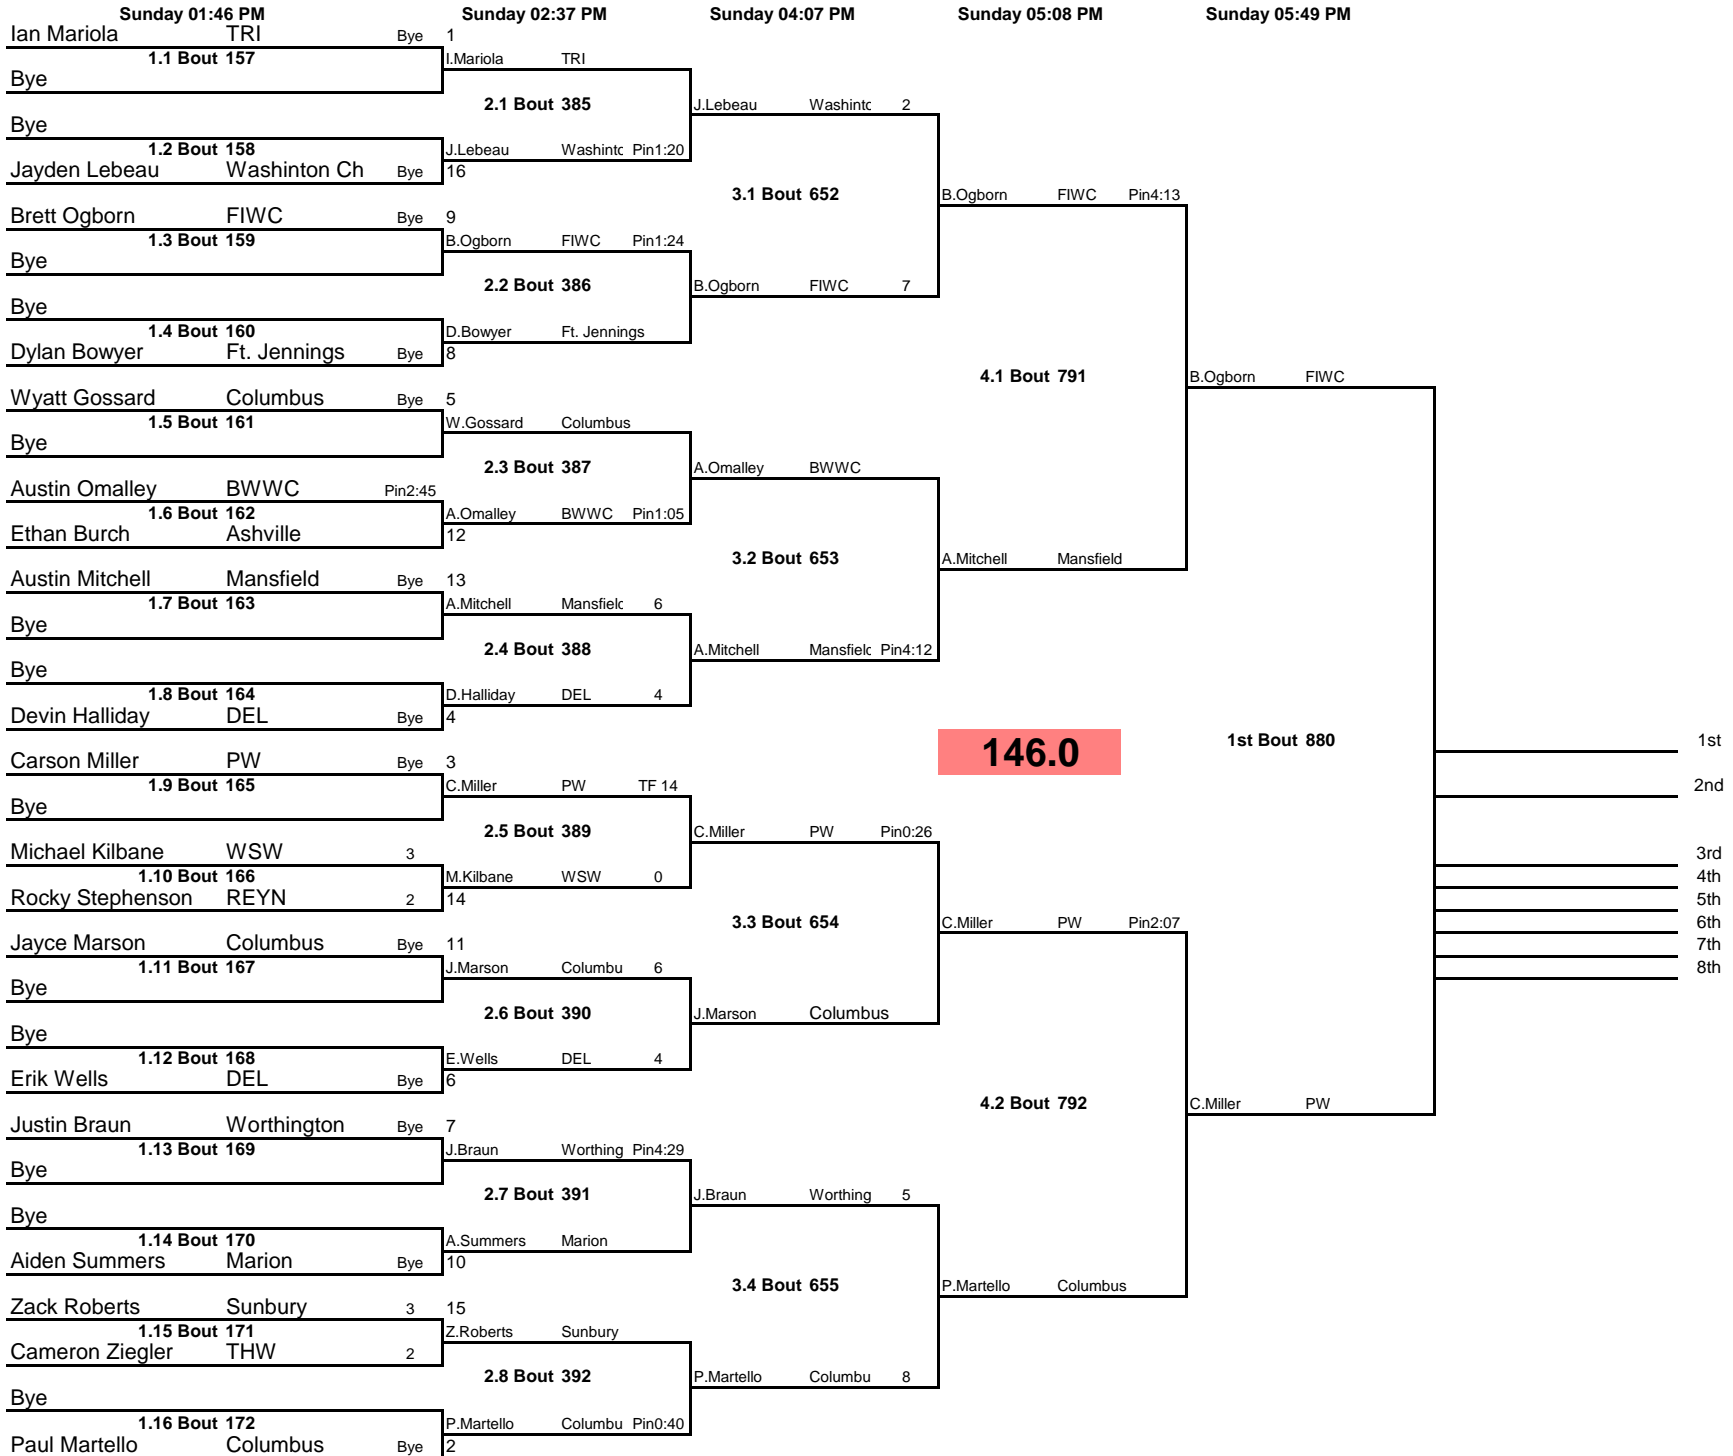 Sunday 01:46 PM Sunday 02:37 PM Sunday 04:07 PM Sunday 05:08 PM Sunday 05:49 PM
Ian Mariola TRI Bye 1
1.1 Bout 157 I.Mariola TRI
Bye
2.1 Bout 385 J.Lebeau Washintc 2
Bye
1.2 Bout 158 J.Lebeau Washintc Pin1:20
Jayden Lebeau Washinton Ch Bye 16
3.1 Bout 652 B.Ogborn FIWC Pin4:13
Brett Ogborn FIWC Bye 9
1.3 Bout 159 B.Ogborn FIWC Pin1:24
Bye
2.2 Bout 386 B.Ogborn FIWC 7
Bye
1.4 Bout 160 D.Bowyer Ft. Jennings
Dylan Bowyer Ft. Jennings Bye 8
4.1 Bout 791 B.Ogborn FIWC
Wyatt Gossard Columbus Bye 5
1.5 Bout 161 W.Gossard Columbus
Bye
2.3 Bout 387 A.Omalley BWWC
Austin Omalley BWWC Pin2:45
1.6 Bout 162 A.Omalley BWWC Pin1:05
Ethan Burch Ashville 12
3.2 Bout 653 A.Mitchell Mansfield
Austin Mitchell Mansfield Bye 13
1.7 Bout 163 A.Mitchell Mansfielc 6
Bye
2.4 Bout 388 A.Mitchell Mansfielc Pin4:12
Bye
1.8 Bout 164 D.Halliday DEL 4
Devin Halliday DEL Bye 4
146.0 1st Bout 880 1st
Carson Miller PW Bye 3
1.9 Bout 165 C.Miller PW TF 14 2nd
Bye
2.5 Bout 389 C.Miller PW Pin0:26
Michael Kilbane WSW 3 3rd
1.10 Bout 166 M.Kilbane WSW 0 4th
Rocky Stephenson REYN 2 14 5th
3.3 Bout 654 C.Miller PW Pin2:07 6th
Jayce Marson Columbus Bye 11 7th
1.11 Bout 167 J.Marson Columbu 6 8th
Bye
2.6 Bout 390 J.Marson Columbus
Bye
1.12 Bout 168 E.Wells DEL 4
Erik Wells DEL Bye 6
4.2 Bout 792 C.Miller PW
Justin Braun Worthington Bye 7
1.13 Bout 169 J.Braun Worthing Pin4:29
Bye
2.7 Bout 391 J.Braun Worthing 5
Bye
1.14 Bout 170 A.Summers Marion
Aiden Summers Marion Bye 10
3.4 Bout 655 P.Martello Columbus
Zack Roberts Sunbury 3 15
1.15 Bout 171 Z.Roberts Sunbury
Cameron Ziegler THW 2
2.8 Bout 392 P.Martello Columbu 8
Bye
1.16 Bout 172 P.Martello Columbu Pin0:40
Paul Martello Columbus Bye 2